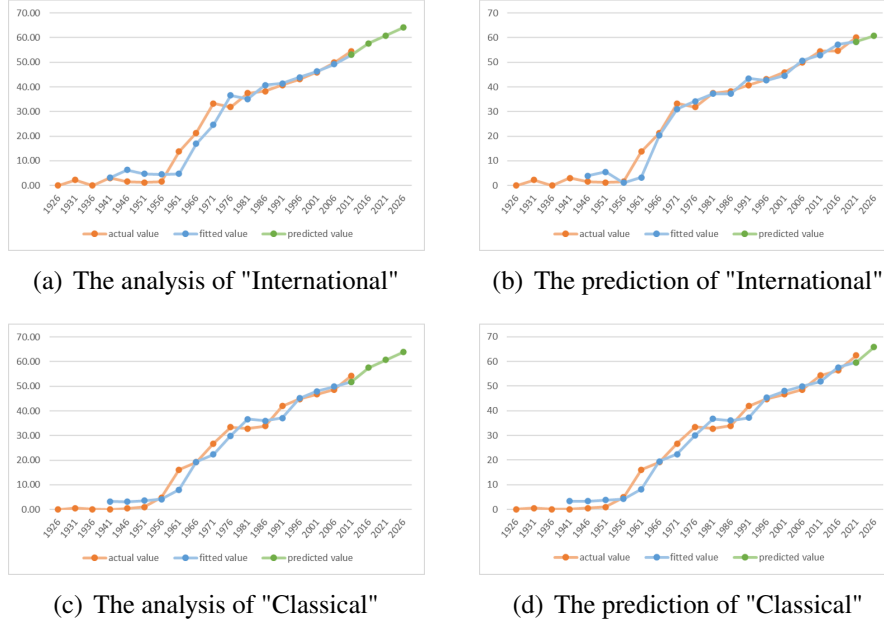 70.00
60.00
50.00
40.00
30.00
20.00
10.00
0.00
1926 1931 1936 1941 1946 1951 1956 1961 1966 1971 1976 1981 1986 1991 1996 2001 2006 2011 2016 2021 2026
actual value fitted value predicted value
(a) The analysis of "International"
70
60
50
40
30
20
10
0
1926 1931 1936 1941 1946 1951 1956 1961 1966 1971 1976 1981 1986 1991 1996 2001 2006 2011 2016 2021 2026
actual value fitted value predicted value
(b) The prediction of "International"
70.00
60.00
50.00
40.00
30.00
20.00
10.00
0.00
1926 1931 1936 1941 1946 1951 1956 1961 1966 1971 1976 1981 1986 1991 1996 2001 2006 2011 2016 2021 2026
actual value fitted value predicted value
(c) The analysis of "Classical"
70
60
50
40
30
20
10
0
1926 1931 1936 1941 1946 1951 1956 1961 1966 1971 1976 1981 1986 1991 1996 2001 2006 2011 2016 2021 2026
actual value fitted value predicted value
(d) The prediction of "Classical"